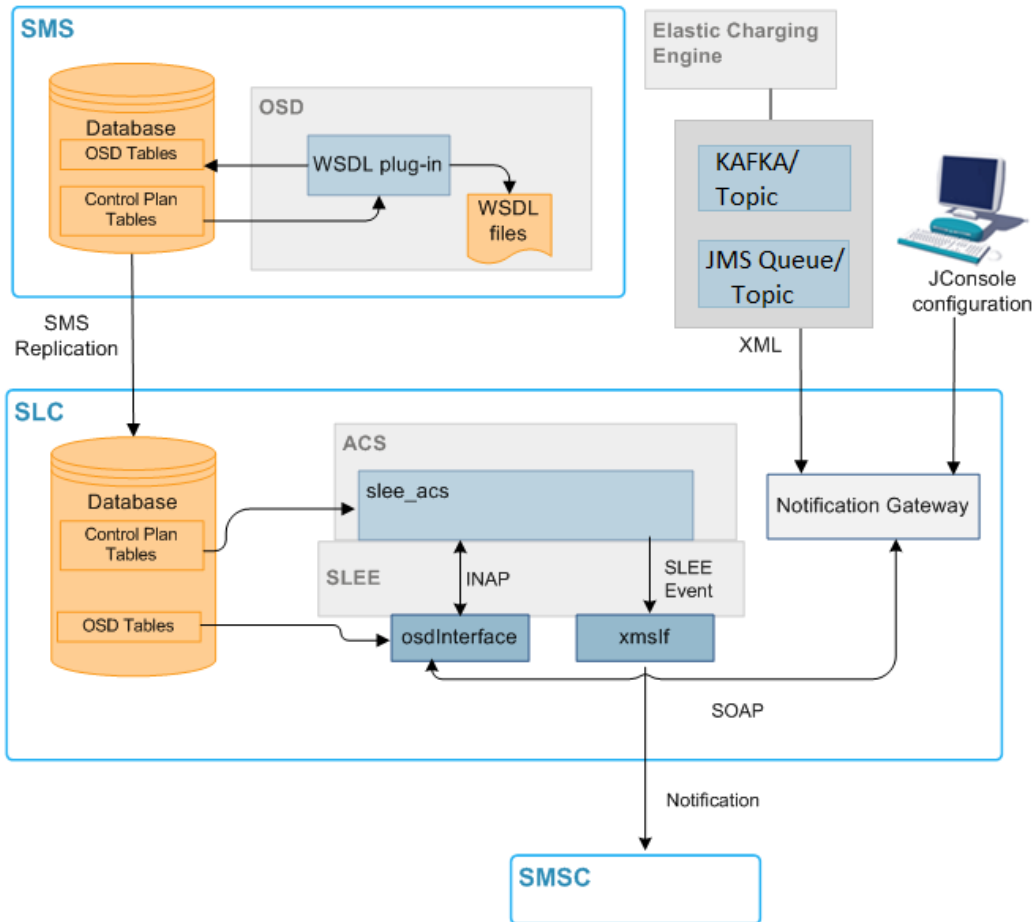 SMS
Database
OSD Tables
Control Plan
Tables
OSD
WSDL plug-in
WSDL
files
Elastic Charging
Engine
KAFKA/
Topic
JMS Queue/
Topic
JConsole
configuration
SMS
Replication
XML
SLC
Database
Control Plan
Tables
OSD Tables
ACS
slee_acs
SLEE
INAP
SLEE
Event
osdInterface
xmsIf
Notification Gateway
SOAP
Notification
SMSC